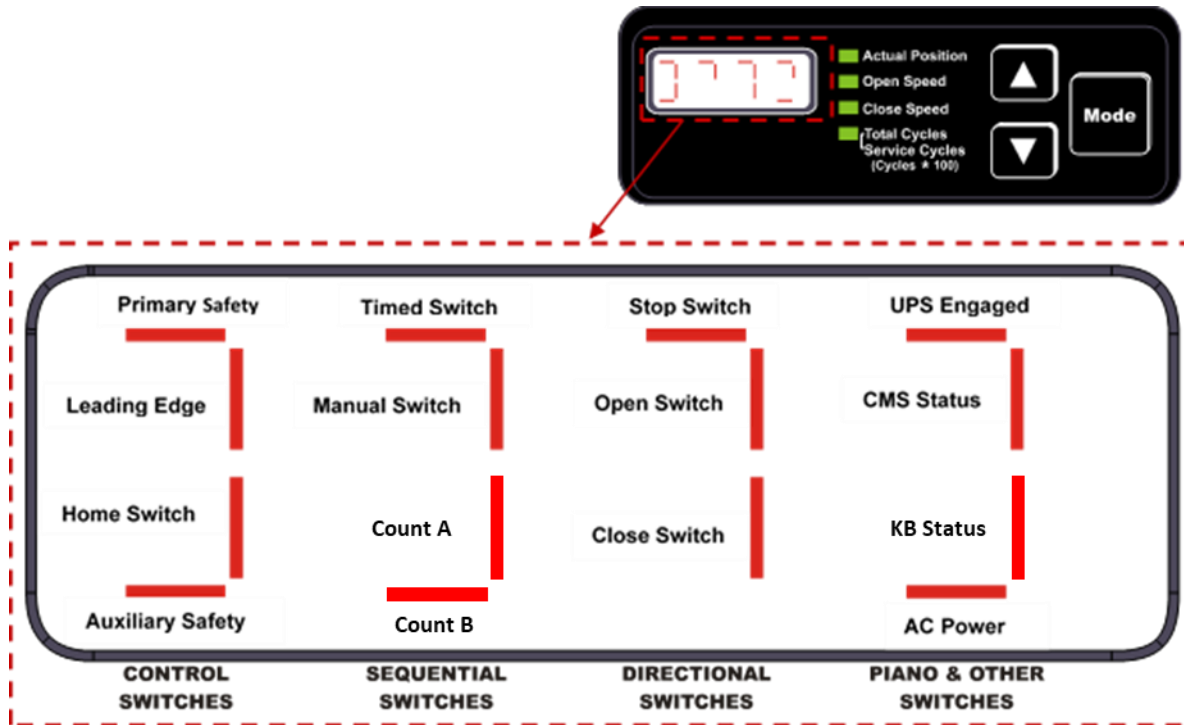 Actual Position
Open Speed
Close Speed
Total Cycles
Service Cycles
(Cycles * 100)
▲
▼
Mode
Primary Safety
Timed Switch
Stop Switch
UPS Engaged
Leading Edge
Manual Switch
Open Switch
CMS Status
Home Switch
Count A
Close Switch
KB Status
Auxiliary Safety
Count B
AC Power
CONTROL
SWITCHES
SEQUENTIAL
SWITCHES
DIRECTIONAL
SWITCHES
PIANO & OTHER
SWITCHES